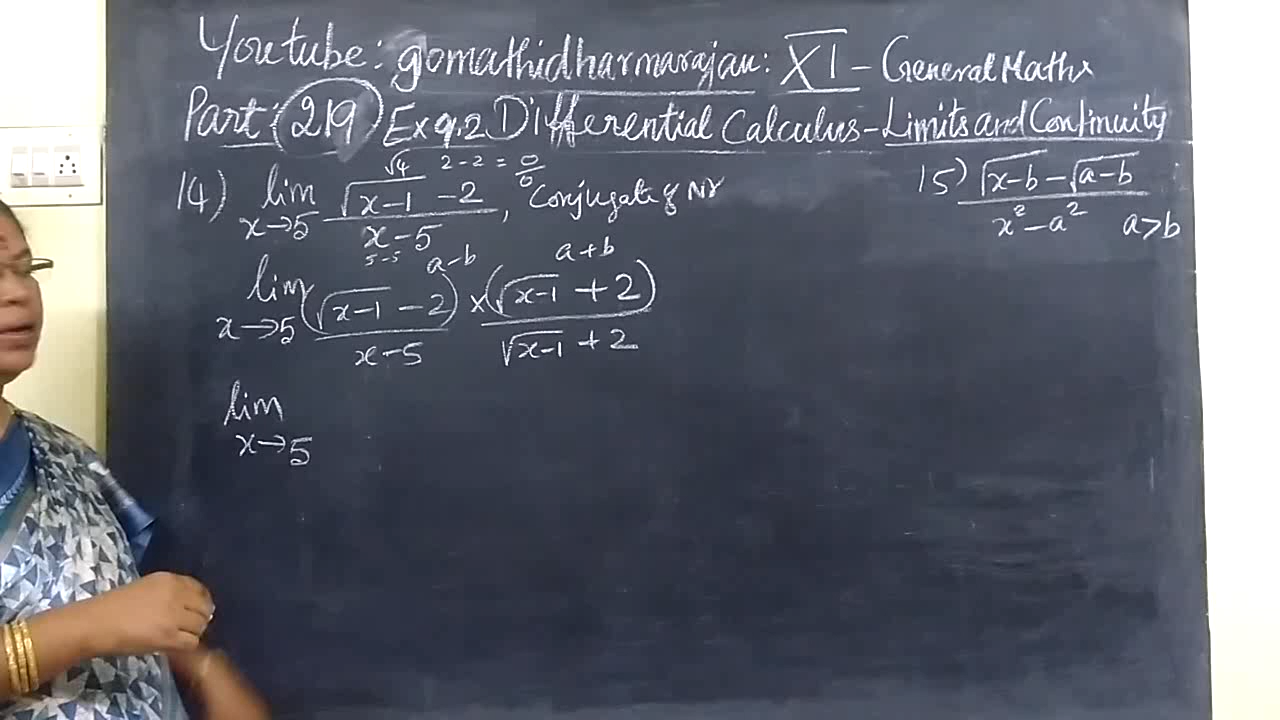 Youtube: gomathidharmarajan: XI - General Maths
Part: 219 Ex 9.2 Differential Calculus - Limits and Continuity
√4 2-2 = 0/0
14) lim x→5 (√(x-1) - 2)/(x-5), Conjugate of Nr
5-5
a-b a+b
lim x→5 (√(x-1) - 2)/(x-5) × (√(x-1) + 2)/(√(x-1) + 2)
lim x→5
15) (√(x-b) - √(a-b))/(x² - a²) a>b